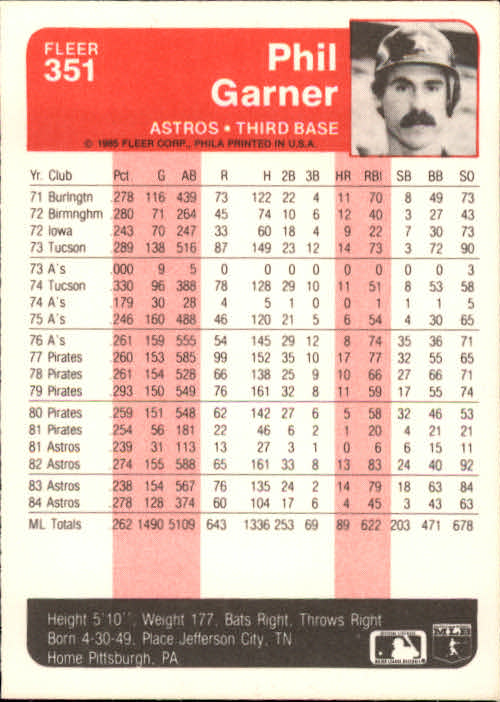 FLEER
351
Phil
Garner
ASTROS • THIRD BASE
© 1985 FLEER CORP., PHILA PRINTED IN U.S.A.
Yr. Club Pct G AB R H 2B 3B HR RBI SB BB SO
71 Burlngtn .278 116 439 73 122 22 4 11 70 8 49 73
72 Birmnghm .280 71 264 45 74 10 6 12 40 3 27 43
72 Iowa .243 70 247 33 60 18 4 9 22 7 30 73
73 Tucson .289 138 516 87 149 23 12 14 73 3 72 90
73 A's .000 9 5 0 0 0 0 0 0 0 0 3
74 Tucson .330 96 388 78 128 29 10 11 51 8 53 58
74 A's .179 30 28 4 5 1 0 0 1 1 1 5
75 A's .246 160 488 46 120 21 5 6 54 4 30 65
76 A's .261 159 555 54 145 29 12 8 74 35 36 71
77 Pirates .260 153 585 99 152 35 10 17 77 32 55 65
78 Pirates .261 154 528 66 138 25 9 10 66 27 66 71
79 Pirates .293 150 549 76 161 32 8 11 59 17 55 74
80 Pirates .259 151 548 62 142 27 6 5 58 32 46 53
81 Pirates .254 56 181 22 46 6 2 1 20 4 21 21
81 Astros .239 31 113 13 27 3 1 0 6 6 15 11
82 Astros .274 155 588 65 161 33 8 13 83 24 40 92
83 Astros .238 154 567 76 135 24 2 14 79 18 63 84
84 Astros .278 128 374 60 104 17 6 4 45 3 43 63
ML Totals .262 1490 5109 643 1336 253 69 89 622 203 471 678
Height 5'10", Weight 177, Bats Right, Throws Right
Born 4-30-49, Place Jefferson City, TN
Home Pittsburgh, PA
MLB